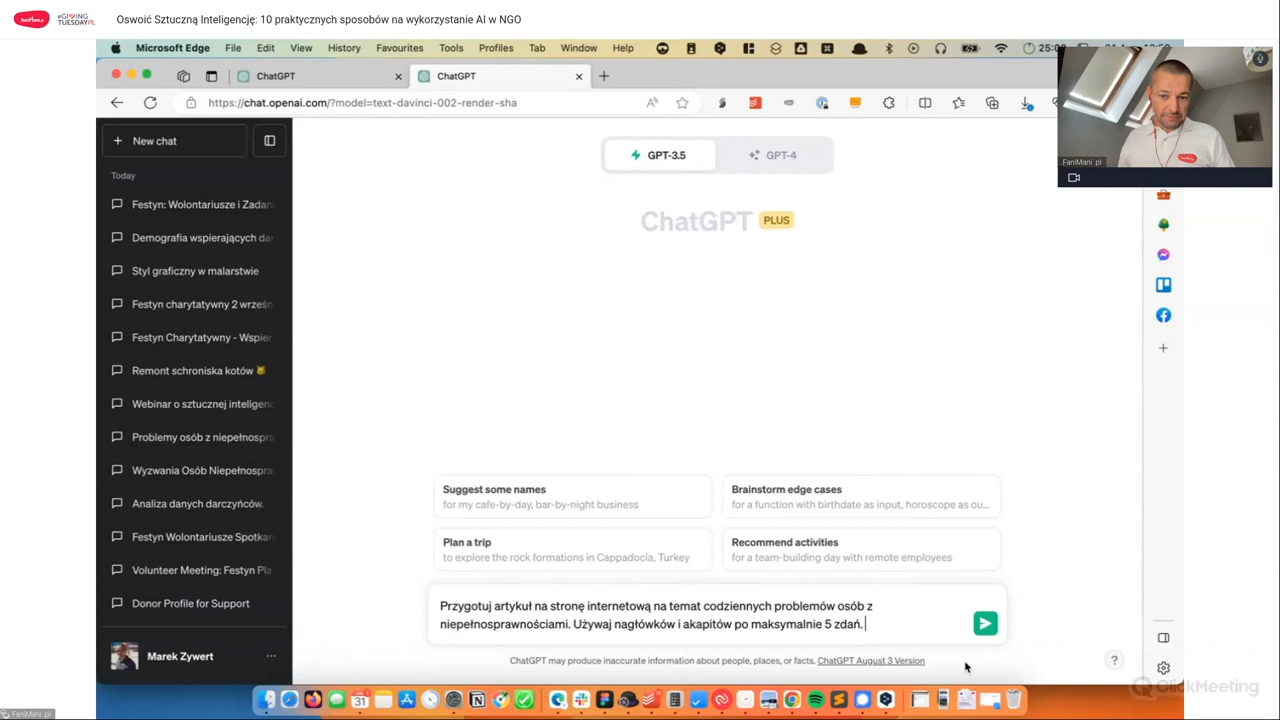 FaniMani.pl
#GIVING
TUESDAYPL
Oswoić Sztuczną Inteligencję: 10 praktycznych sposobów na wykorzystanie AI w NGO
Microsoft Edge File Edit View History Favourites Tools Profiles Tab Window Help
ChatGPT
ChatGPT
https://chat.openai.com/?model=text-davinci-002-render-sha
New chat
GPT-3.5
GPT-4
FaniMani .pl
Today
ChatGPT PLUS
Festyn: Wolontariusze i Zadan
Demografia wspierających dar
Styl graficzny w malarstwie
Festyn charytatywny 2 wrześn
Festyn Charytatywny - Wspier
Remont schroniska kotów
Webinar o sztucznej inteligenc
Problemy osób z niepełnospra
Wyzwania Osób Niepełnospra
Analiza danych darczyńców.
Festyn Wolontariusze Spotkan
Volunteer Meeting: Festyn Pla
Donor Profile for Support
Marek Zywert
Suggest some names
for my cafe-by-day, bar-by-night business
Brainstorm edge cases
for a function with birthdate as input, horoscope as ou...
Plan a trip
to explore the rock formations in Cappadocia, Turkey
Recommend activities
for a team-building day with remote employees
Przygotuj artykuł na stronę internetową na temat codziennych problemów osób z
niepełnosprawnościami. Używaj nagłówków i akapitów po maksymalnie 5 zdań.
ChatGPT may produce inaccurate information about people, places, or facts. ChatGPT August 3 Version
?
ClickMeeting
FaniMani .pl